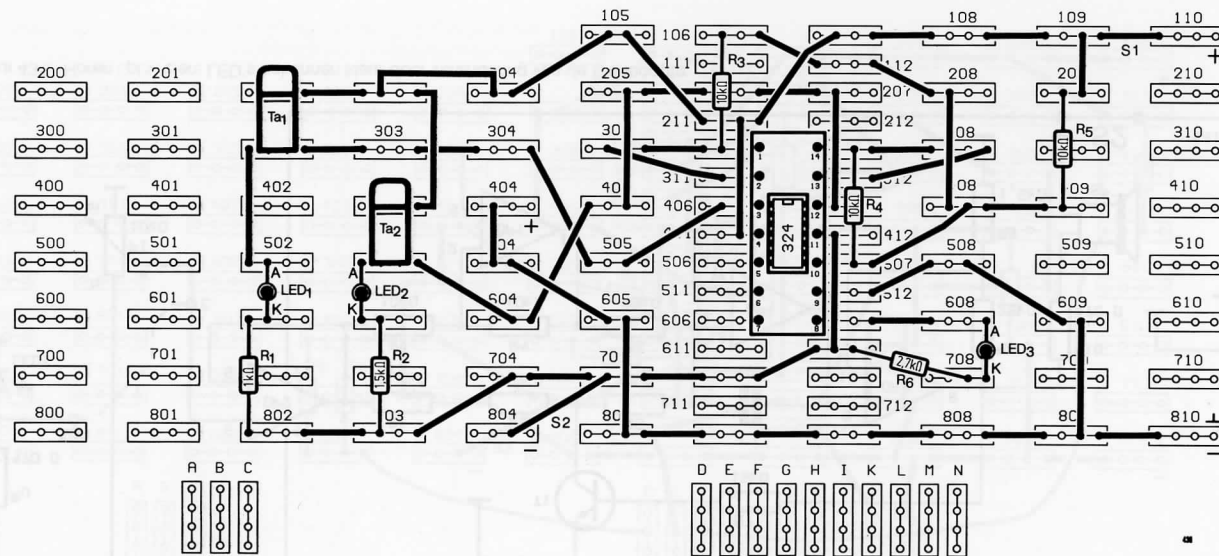 105 106 108 109 110
S1 +
111 R3 112
200 201 04 205 10kΩ 207 208 20 210
Ta1
211 212 R5
300 301 303 304 30 1 14 08 10kΩ 310
311 2 13 12
400 401 402 404 40 406 3 12 10kΩ R4 08 09 410
Ta2 + 324
1 4 11 412
500 501 502 04 505 506 5 10 507 508 509 510
A LED1 A LED2
K K
511 6 9 512
600 601 604 605 606 7 8 608 609 610
A LED3
611
R1 R2
700 701 1kΩ ,5kΩ 704 70 2,7kΩ 708 K 70 710
R6
711 712
800 801 802 03 804 S2 80 808 80 810
− −
A B C D E F G H I K L M N